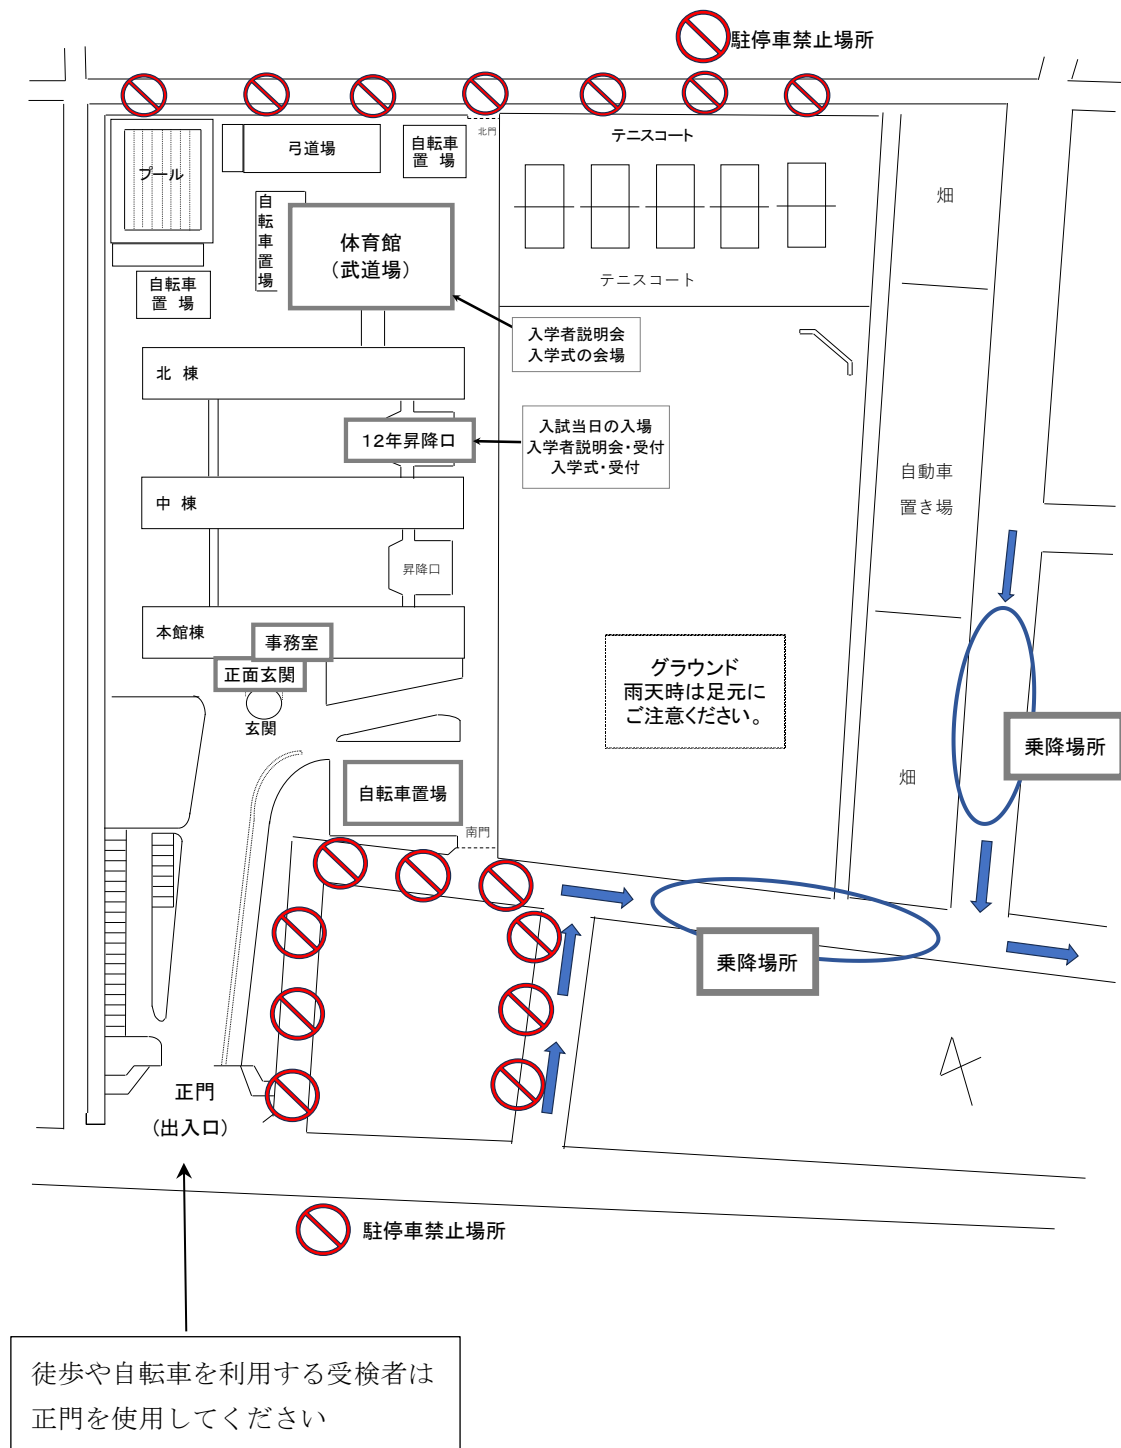 駐停車禁止場所
北門
テニスコート
弓道場
自転車
置 場
プール
自転車置場
畑
体育館
(武道場)
自転車
置 場
テニスコート
入学者説明会
入学式の会場
北 棟
12年昇降口
入試当日の入場
入学者説明会・受付
入学式・受付
自動車
置き場
中 棟
昇降口
本館棟
事務室
正面玄関
玄関
グラウンド
雨天時は足元に
ご注意ください。
乗降場所
畑
自転車置場
南門
乗降場所
正門
(出入口)
駐停車禁止場所
徒歩や自転車を利用する受検者は
正門を使用してください